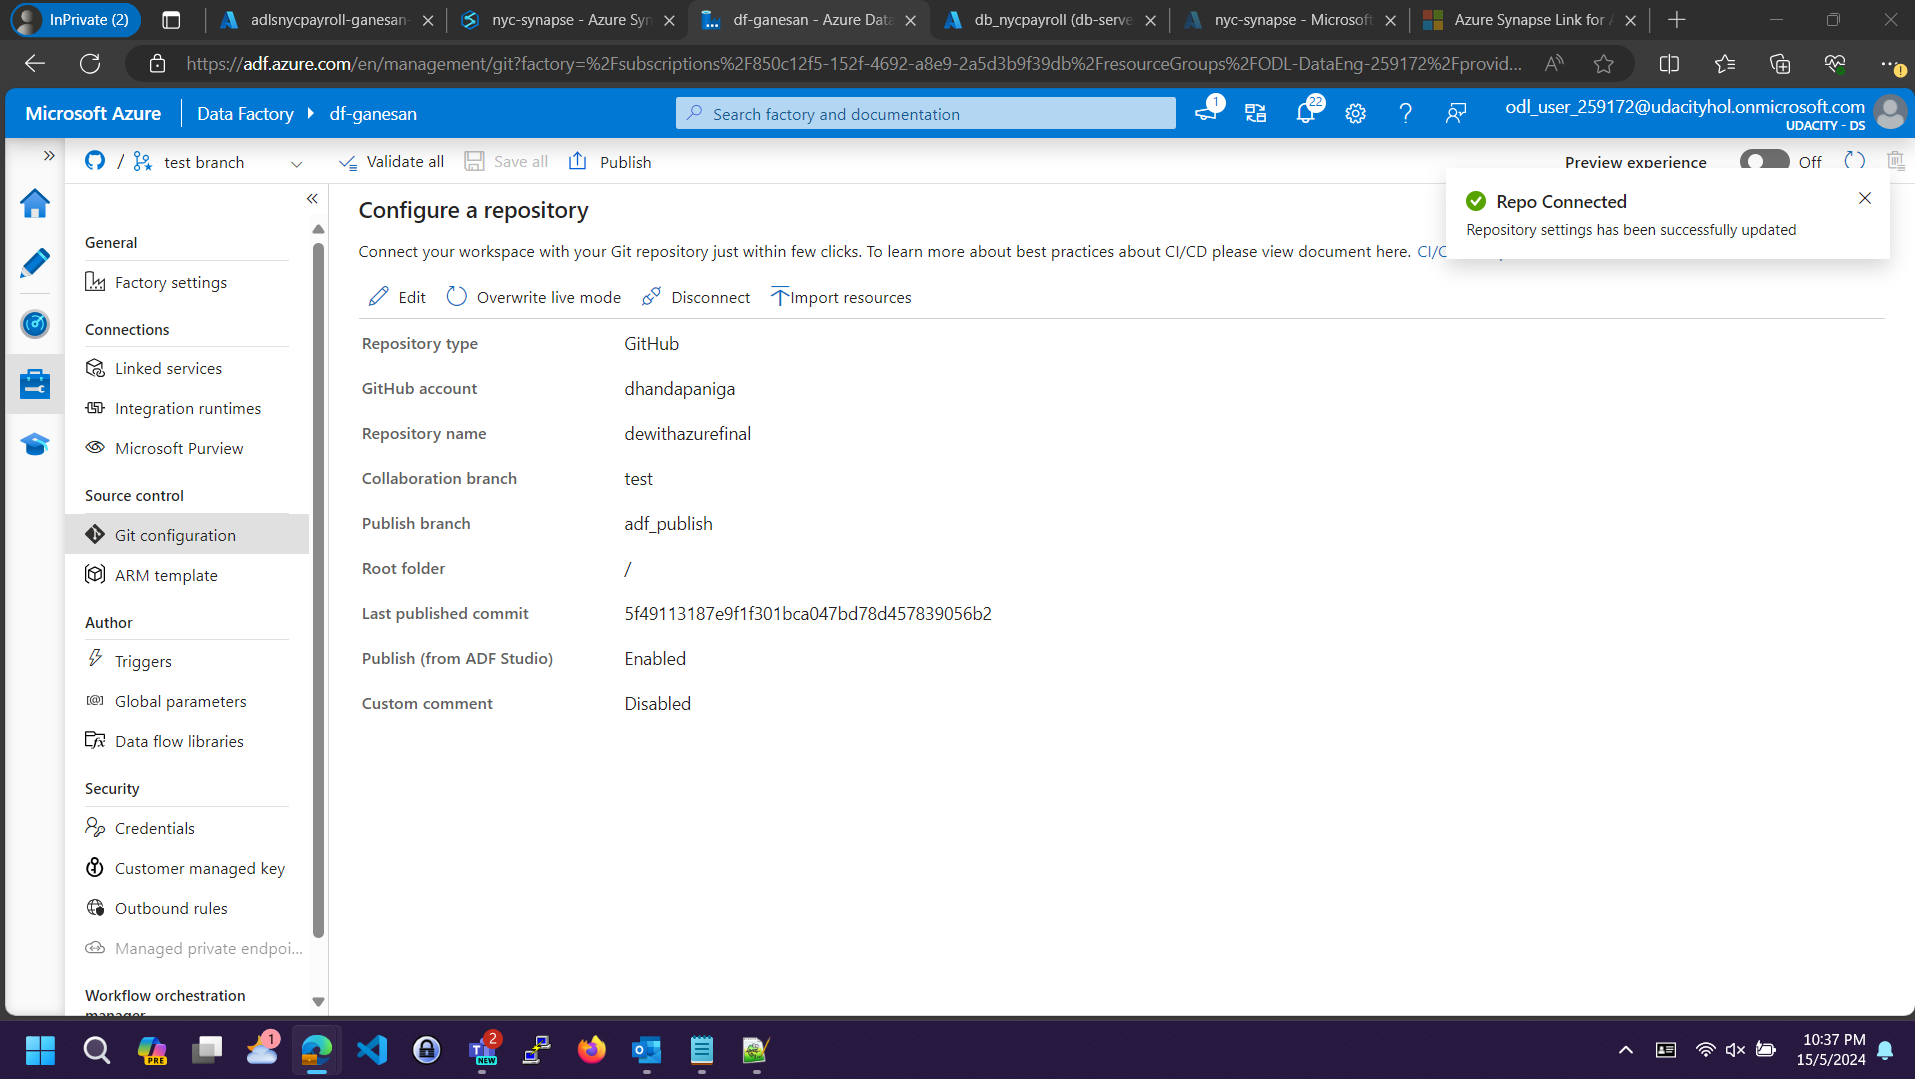 InPrivate (2)
adlsnycpayroll-ganesan-
nyc-synapse - Azure Syn
df-ganesan - Azure Data
db_nycpayroll (db-serve
nyc-synapse - Microsoft
Azure Synapse Link for A
https://adf.azure.com/en/management/git?factory=%2Fsubscriptions%2F850c12f5-152f-4692-a8e9-2a5d3b9f39db%2FresourceGroups%2FODL-DataEng-259172%2Fprovid...
Microsoft Azure
Data Factory
df-ganesan
Search factory and documentation
1
22
odl_user_259172@udacityhol.onmicrosoft.com
UDACITY - DS
/
test branch
Validate all
Save all
Publish
Preview experience
Off
Repo Connected
Repository settings has been successfully updated
General
Factory settings
Connections
Linked services
Integration runtimes
Microsoft Purview
Source control
Git configuration
ARM template
Author
Triggers
Global parameters
Data flow libraries
Security
Credentials
Customer managed key
Outbound rules
Managed private endpoi...
Workflow orchestration
Configure a repository
Connect your workspace with your Git repository just within few clicks. To learn more about best practices about CI/CD please view document here. CI/C
Edit
Overwrite live mode
Disconnect
Import resources
Repository type GitHub
GitHub account dhandapaniga
Repository name dewithazurefinal
Collaboration branch test
Publish branch adf_publish
Root folder /
Last published commit 5f49113187e9f1f301bca047bd78d457839056b2
Publish (from ADF Studio) Enabled
Custom comment Disabled
PRE
1
2
NEW
10:37 PM
15/5/2024